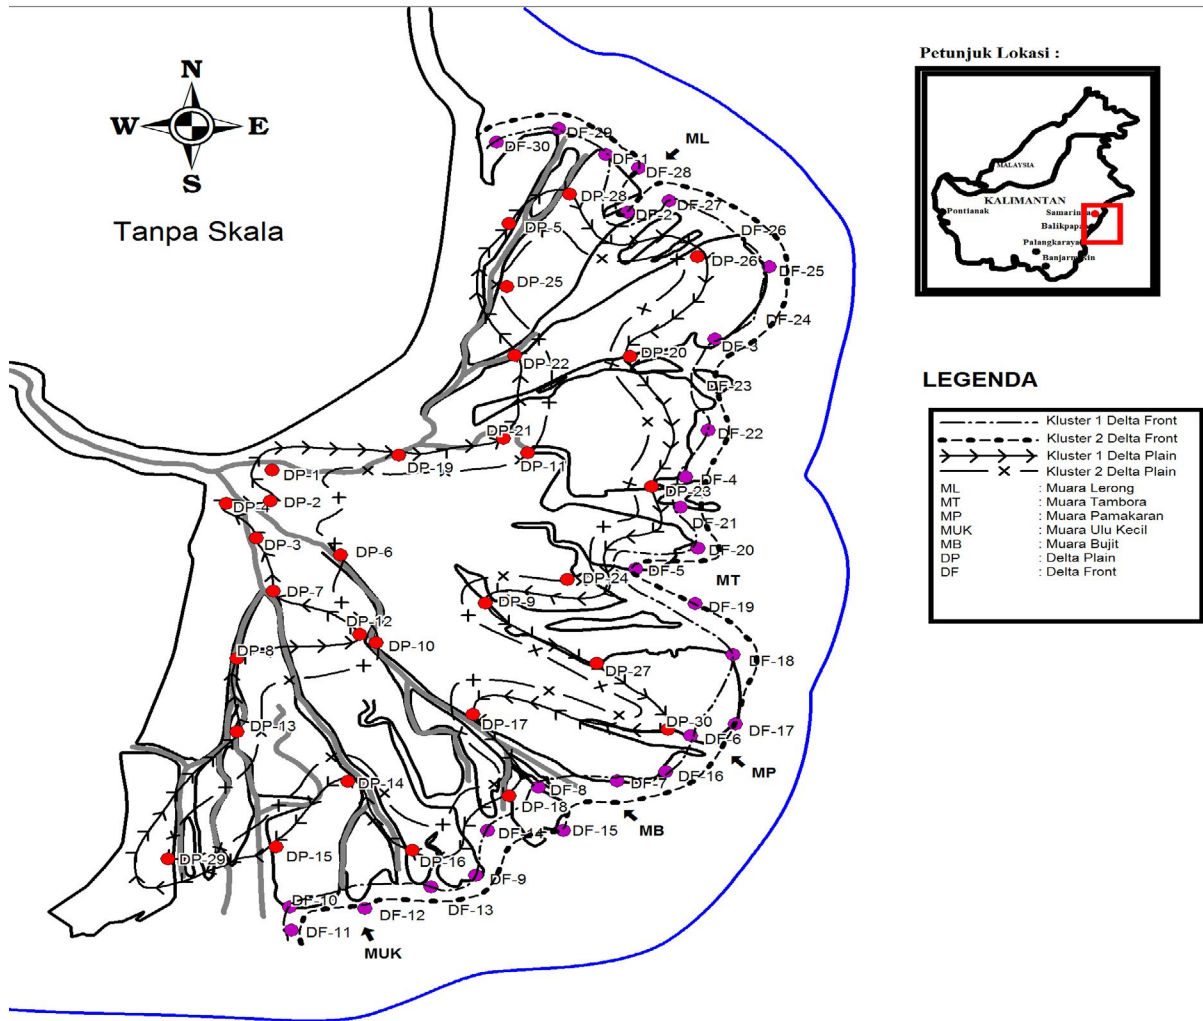 N
W E
S
Tanpa Skala
Petunjuk Lokasi :
MALAYSIA
KALIMANTAN
Pontianak
Samarinda
Balikpapan
Palangkaraya
Banjarmasin
LEGENDA
Kluster 1 Delta Front
Kluster 2 Delta Front
Kluster 1 Delta Plain
Kluster 2 Delta Plain
ML : Muara Lerong
MT : Muara Tambora
MP : Muara Pamakaran
MUK : Muara Ulu Kecil
MB : Muara Bujit
DP : Delta Plain
DF : Delta Front
DF-29
DF-30
ML
DF-1
DF-28
DP-28
DF-27
DF-2
DP-5
DF-26
DP-26
DF-25
DP-25
DF-24
DF-3
DP-22
DP-20
DF-23
DF-22
DP-21
DP-19
DP-11
DP-1
DF-4
DP-23
DP-2
DP-4
DF-21
DP-3
DP-6
DF-20
DF-5
MT
DP-24
DP-7
DP-9
DF-19
DP-12
DP-10
DP-8
DF-18
DP-27
DP-17
DP-30
DF-17
DP-13
DF-6
MP
DF-16
DF-7
DP-14
DF-8
DP-18
MB
DF-14
DF-15
DP-15
DP-16
DP-29
DF-9
DF-10
DF-12
DF-13
DF-11
MUK